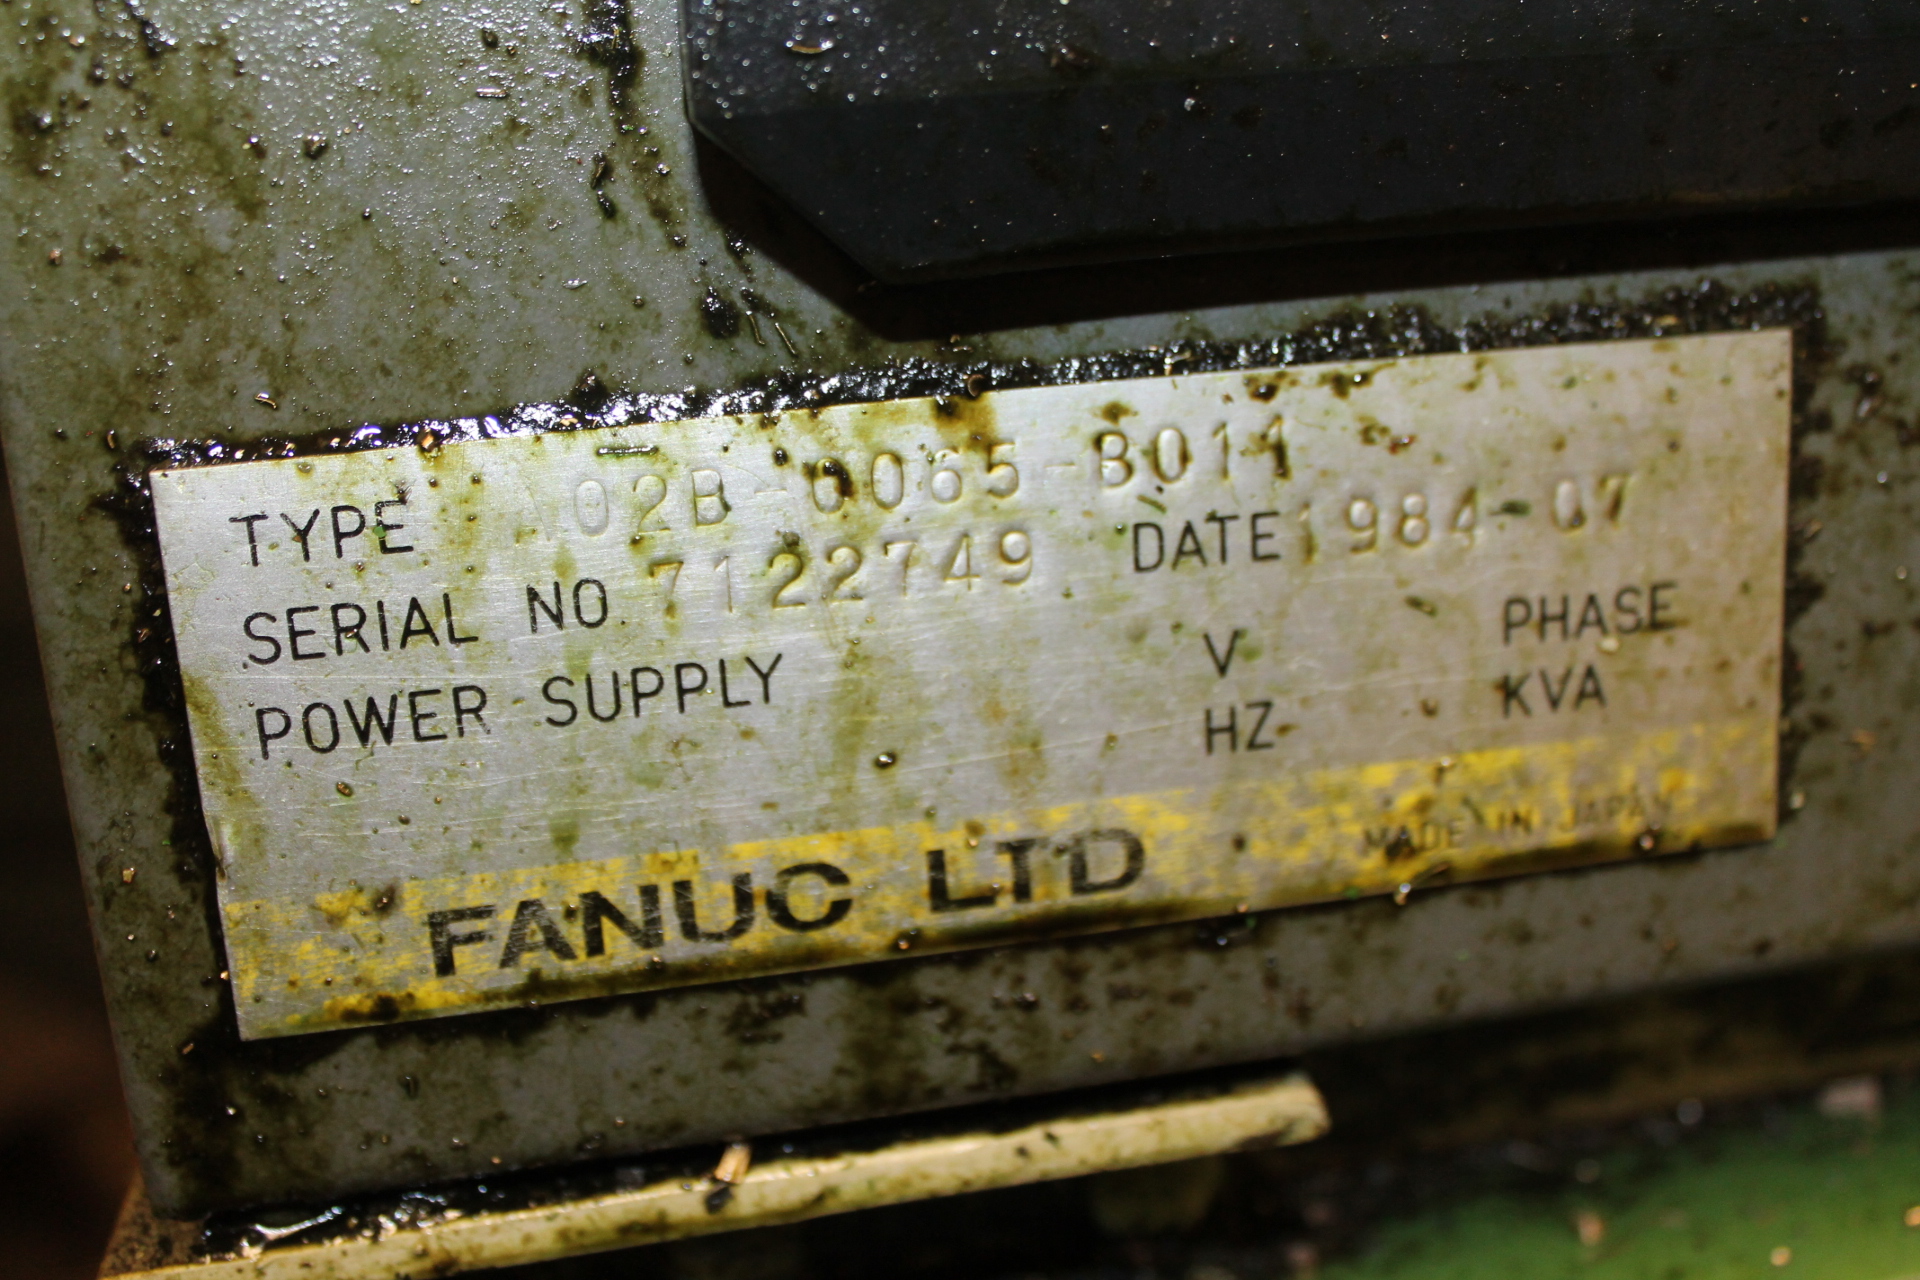 TYPE A02B-0065-B011
SERIAL NO. 7122749 DATE 1984-07
POWER SUPPLY V PHASE
HZ KVA
FANUC LTD MADE IN JAPAN